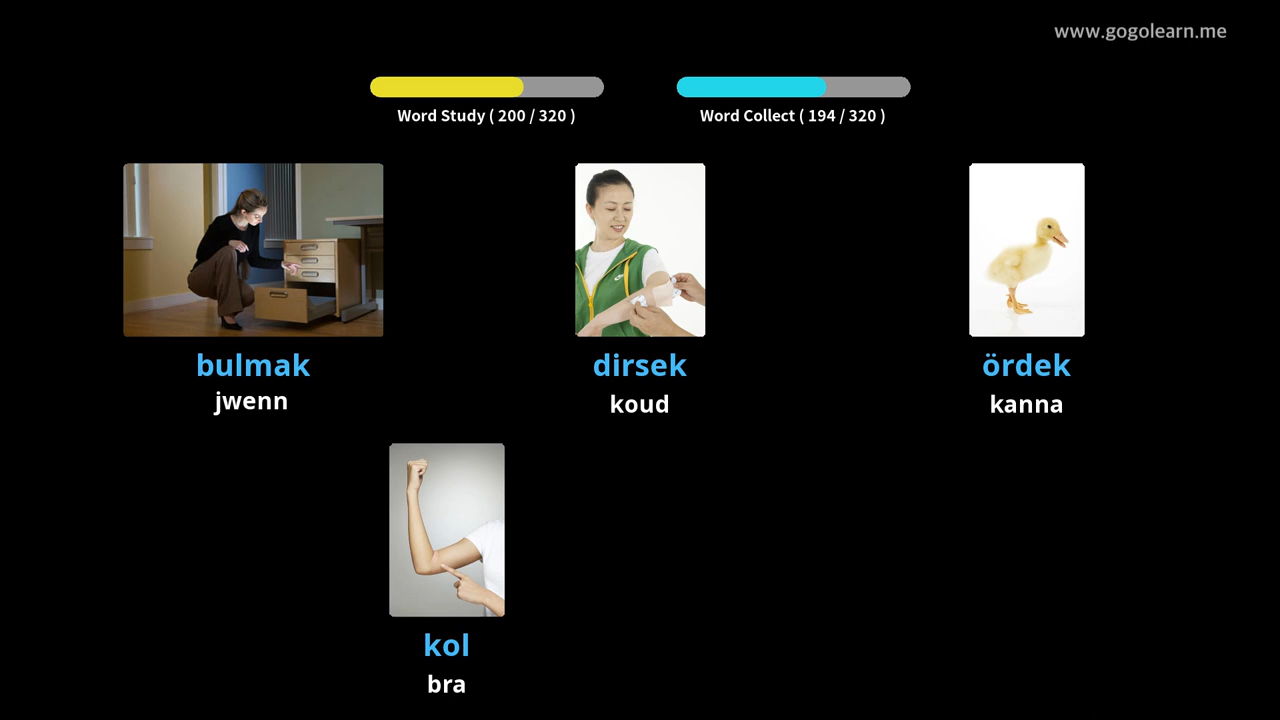 www.gogolearn.me
Word Study ( 200 / 320 )
Word Collect ( 194 / 320 )
bulmak
jwenn
dirsek
koud
ördek
kanna
kol
bra